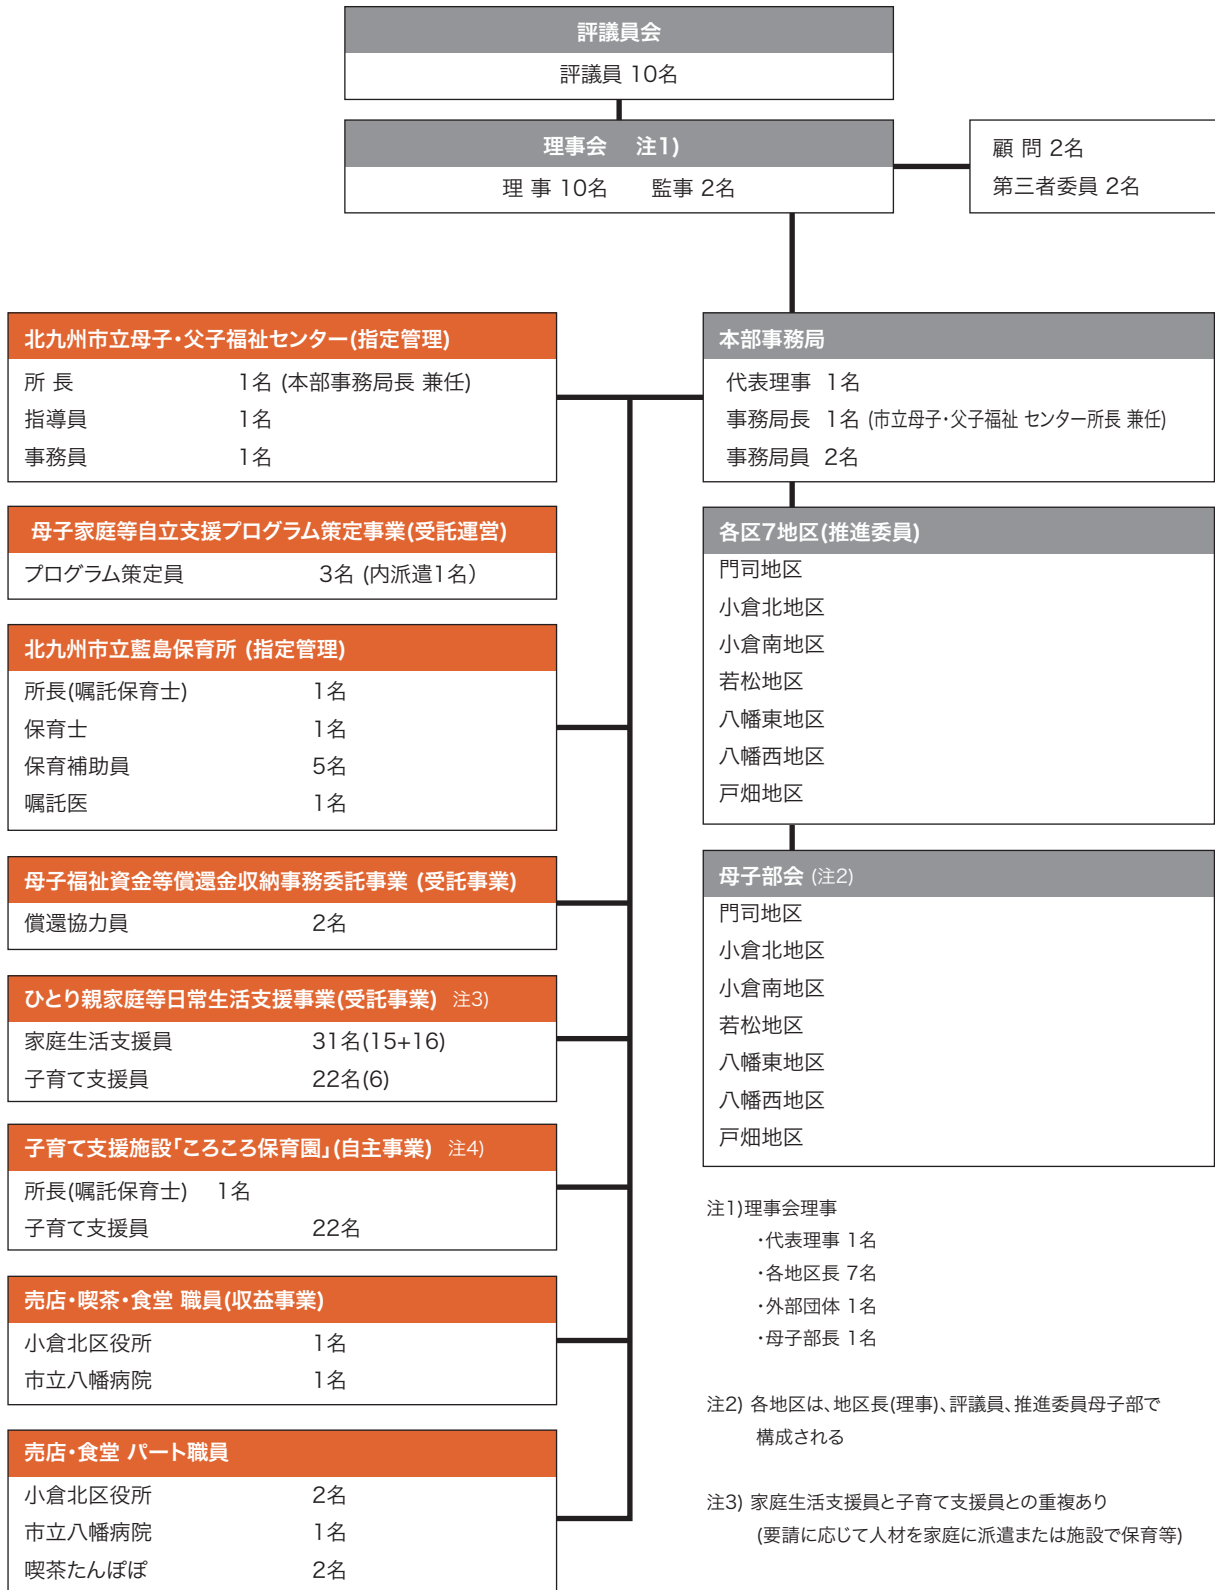 評議員会
評議員 10名
理事会 注1)
理 事 10名 監事 2名
顧 問 2名
第三者委員 2名
北九州市立母子・父子福祉センター(指定管理)
所 長 1名 (本部事務局長 兼任)
指導員 1名
事務員 1名
母子家庭等自立支援プログラム策定事業(受託運営)
プログラム策定員 3名 (内派遣1名)
北九州市立藍島保育所 (指定管理)
所長(嘱託保育士) 1名
保育士 1名
保育補助員 5名
嘱託医 1名
母子福祉資金等償還金収納事務委託事業 (受託事業)
償還協力員 2名
ひとり親家庭等日常生活支援事業(受託事業) 注3)
家庭生活支援員 31名(15+16)
子育て支援員 22名(6)
子育て支援施設「ころころ保育園」(自主事業) 注4)
所長(嘱託保育士) 1名
子育て支援員 22名
売店・喫茶・食堂 職員(収益事業)
小倉北区役所 1名
市立八幡病院 1名
売店・食堂 パート職員
小倉北区役所 2名
市立八幡病院 1名
喫茶たんぽぽ 2名
本部事務局
代表理事 1名
事務局長 1名 (市立母子・父子福祉 センター所長 兼任)
事務局員 2名
各区7地区(推進委員)
門司地区
小倉北地区
小倉南地区
若松地区
八幡東地区
八幡西地区
戸畑地区
母子部会 (注2)
門司地区
小倉北地区
小倉南地区
若松地区
八幡東地区
八幡西地区
戸畑地区
注1)理事会理事
・代表理事 1名
・各地区長 7名
・外部団体 1名
・母子部長 1名
注2) 各地区は、地区長(理事)、評議員、推進委員母子部で
構成される
注3) 家庭生活支援員と子育て支援員との重複あり
(要請に応じて人材を家庭に派遣または施設で保育等)